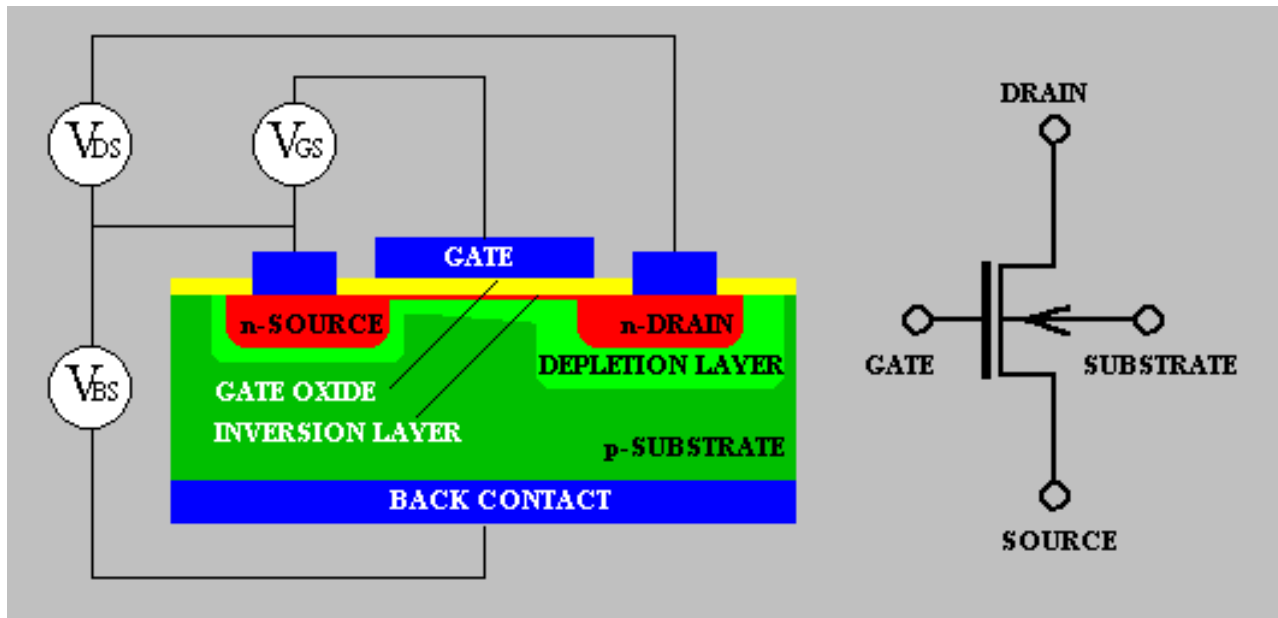 DRAIN
VDS
VGS
GATE
n-SOURCE
n-DRAIN
DEPLETION LAYER
GATE
SUBSTRATE
VBS
GATE OXIDE
INVERSION LAYER
p-SUBSTRATE
BACK CONTACT
SOURCE